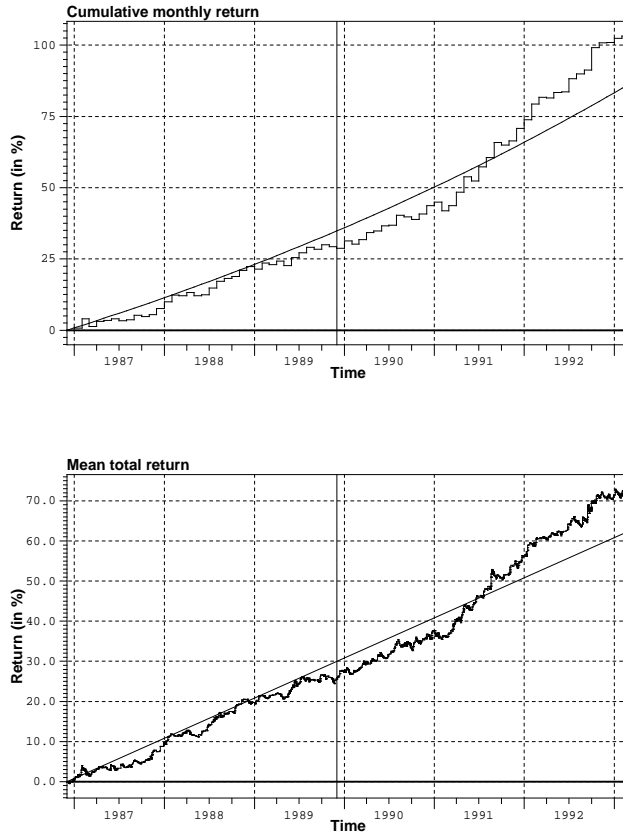 Cumulative monthly return
Return (in %)
100
75
50
25
0
1987 1988 1989 1990 1991 1992
Time
Mean total return
Return (in %)
70.0
60.0
50.0
40.0
30.0
20.0
10.0
0.0
1987 1988 1989 1990 1991 1992
Time